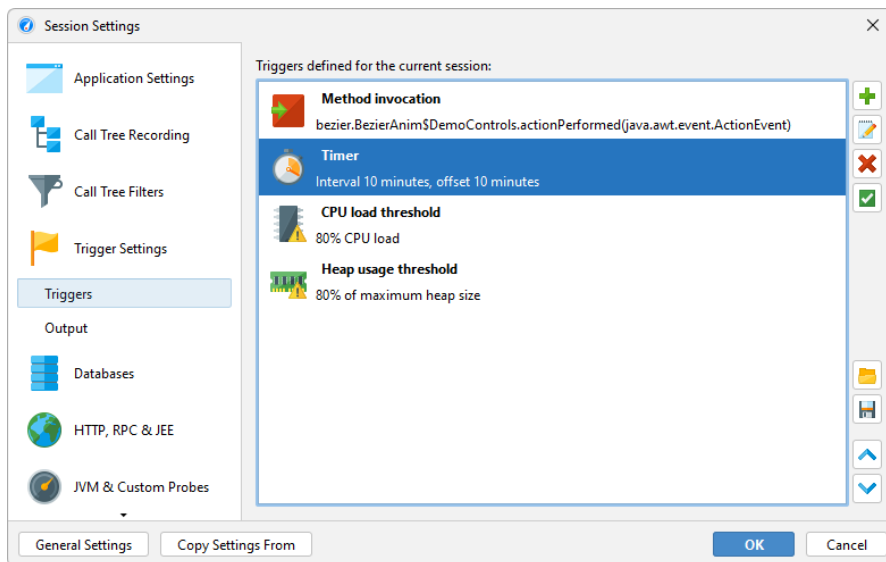 Session Settings
Application Settings
Call Tree Recording
Call Tree Filters
Trigger Settings
Triggers
Output
Databases
HTTP, RPC & JEE
JVM & Custom Probes
Triggers defined for the current session:
Method invocation
bezier.BezierAnim$DemoControls.actionPerformed(java.awt.event.ActionEvent)
Timer
Interval 10 minutes, offset 10 minutes
CPU load threshold
80% CPU load
Heap usage threshold
80% of maximum heap size
General Settings
Copy Settings From
OK
Cancel